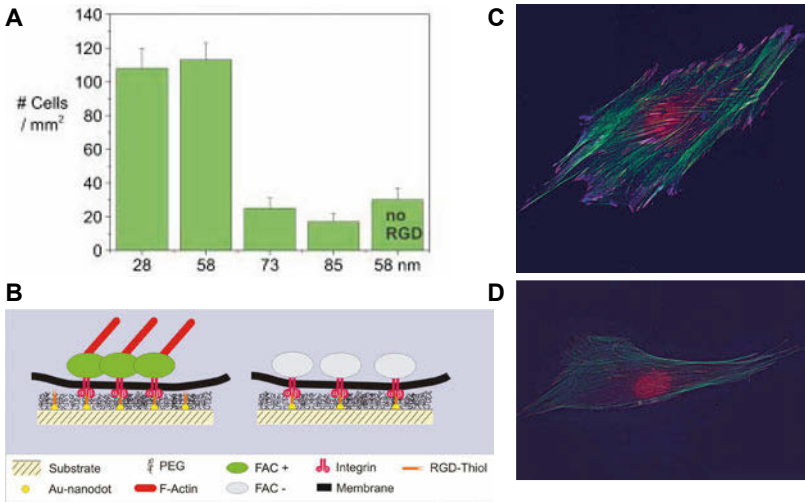 A
140
120
100
80
60
40
20
0
# Cells
/ mm²
no
RGD
28 58 73 85 58 nm
B
Substrate PEG FAC + Integrin RGD-Thiol
Au-nanodot F-Actin FAC - Membrane
C
D